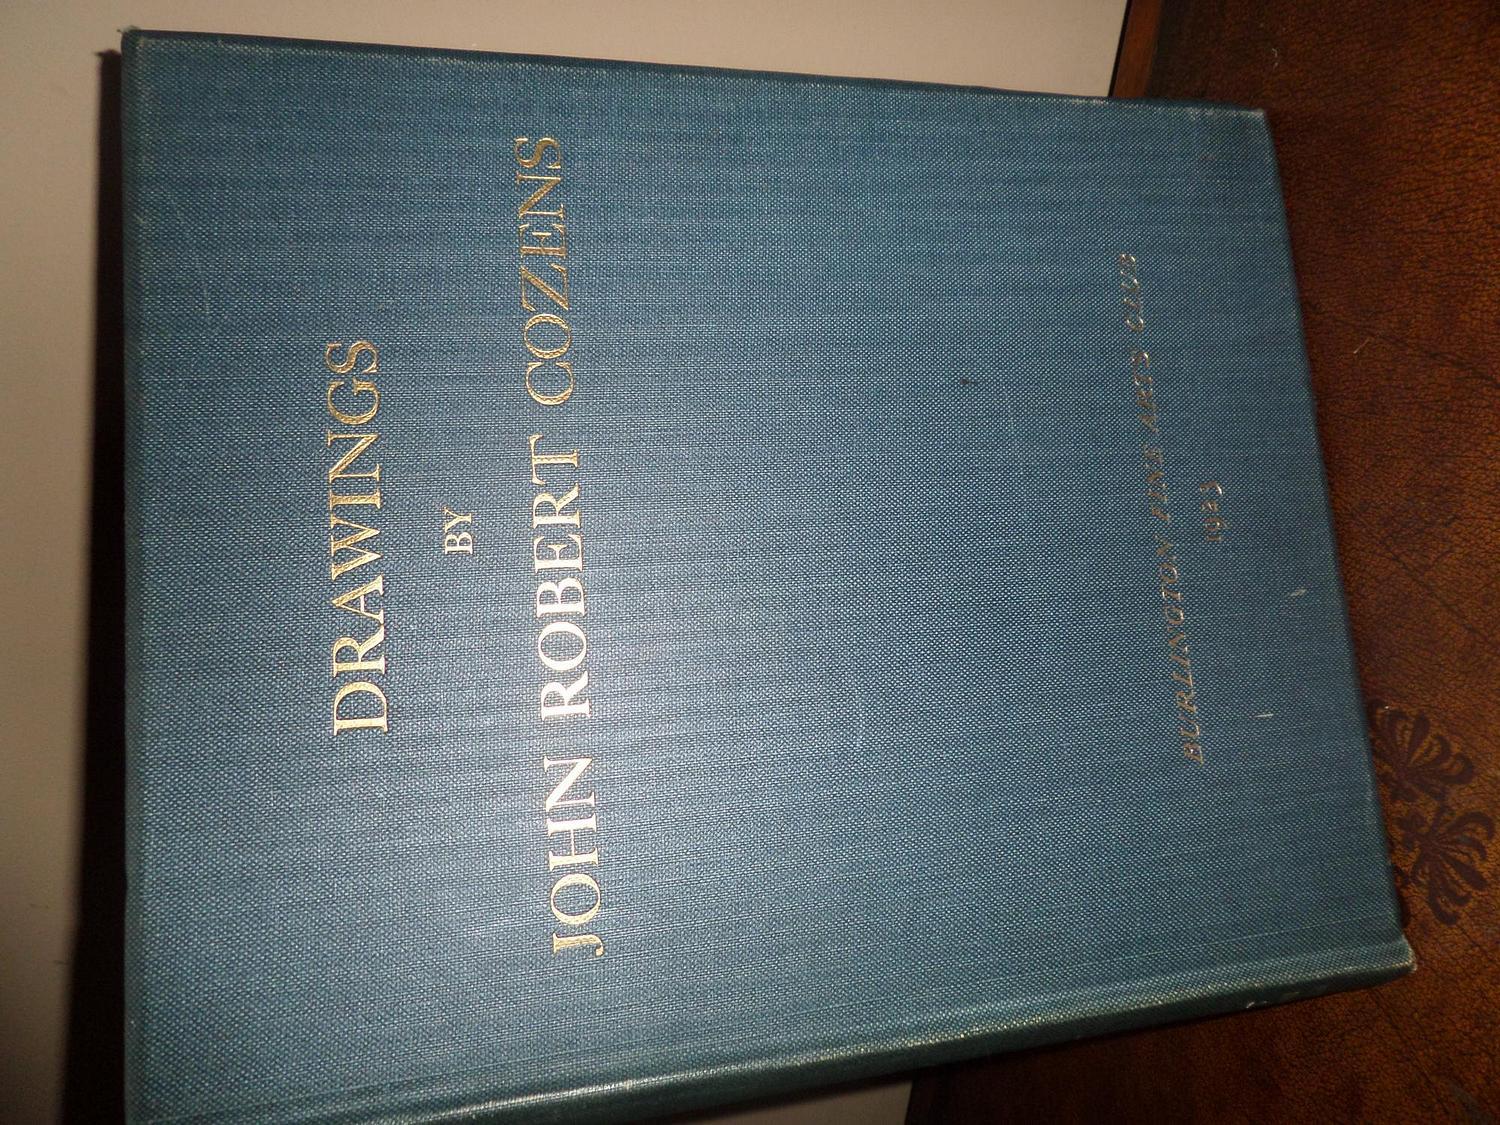 DRAWINGS
BY
JOHN ROBERT COZENS
BURLINGTON FINE ARTS CLUB
1923